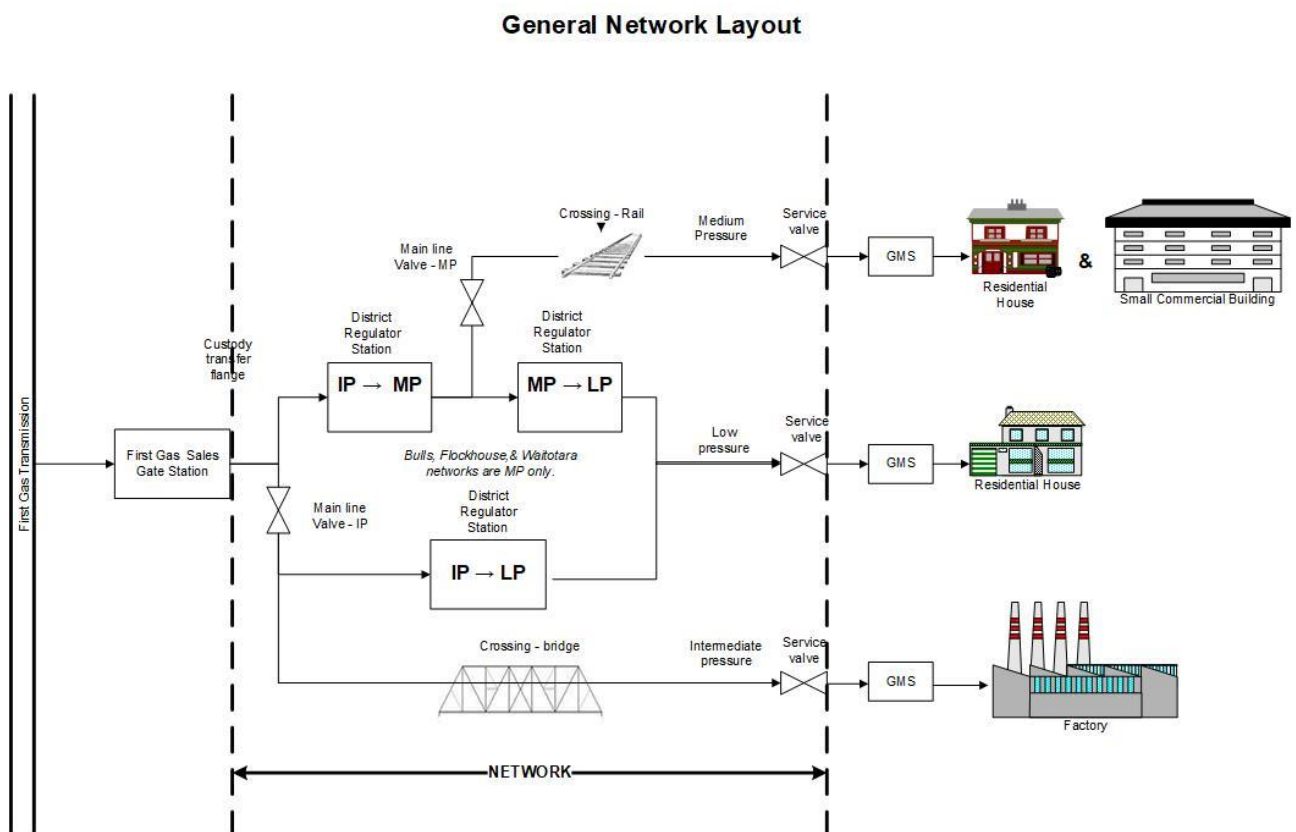 General Network Layout
First Gas Transmission
First Gas Sales
Gate Station
Custody
transfer
flange
Main line
Valve - IP
District
Regulator
Station
IP → MP
Main line
Valve - MP
Crossing - Rail
Medium
Pressure
Service
valve
GMS
Residential
House
&
Small Commercial Building
District
Regulator
Station
MP → LP
Bulls, Flockhouse,& Waitotara
networks are MP only.
Low
pressure
Service
valve
GMS
Residential House
District
Regulator
Station
IP → LP
Crossing - bridge
Intermediate
pressure
Service
valve
GMS
Factory
NETWORK